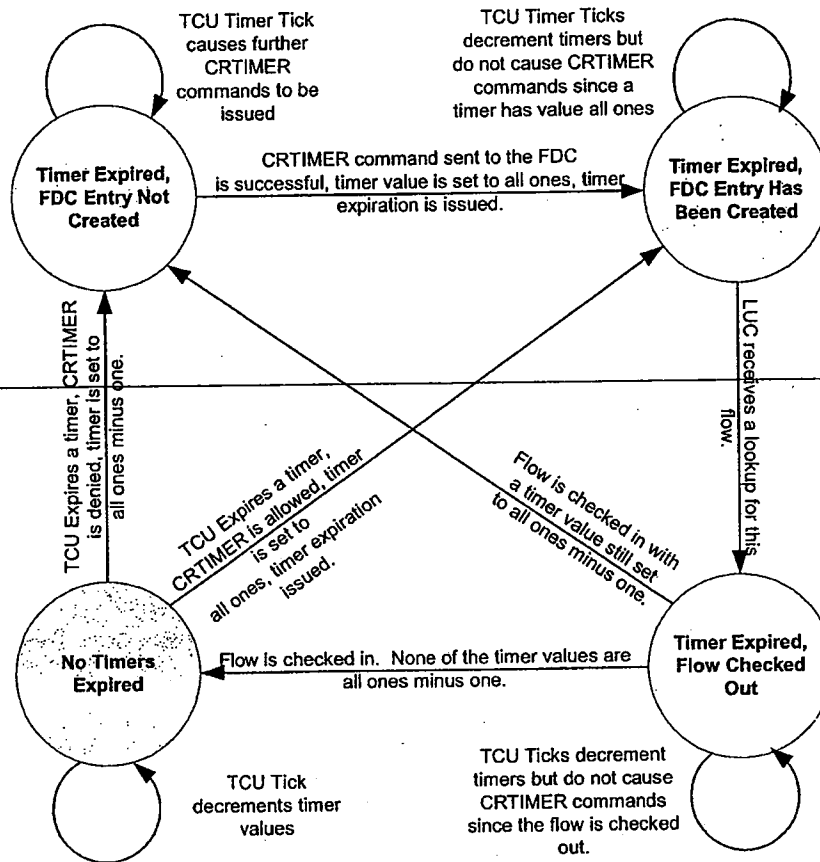 TCU Timer Tick
causes further
CRTIMER
commands to be
issued
TCU Timer Ticks
decrement timers but
do not cause CRTIMER
commands since a
timer has value all ones
Timer Expired,
FDC Entry Not
Created
CRTIMER command sent to the FDC
is successful, timer value is set to all ones, timer
expiration is issued.
Timer Expired,
FDC Entry Has
Been Created
TCU Expires a timer, CRTIMER
is denied, timer is set to
all ones minus one.
TCU Expires a timer,
CRTIMER is allowed, timer
is set to
all ones, timer expiration
issued.
Flow is checked in with
a timer value still set
to all ones minus one.
LUC receives a lookup for this
flow.
No Timers
Expired
Flow is checked in. None of the timer values are
all ones minus one.
Timer Expired,
Flow Checked
Out
TCU Tick
decrements timer
values
TCU Ticks decrement
timers but do not cause
CRTIMER commands
since the flow is checked
out.